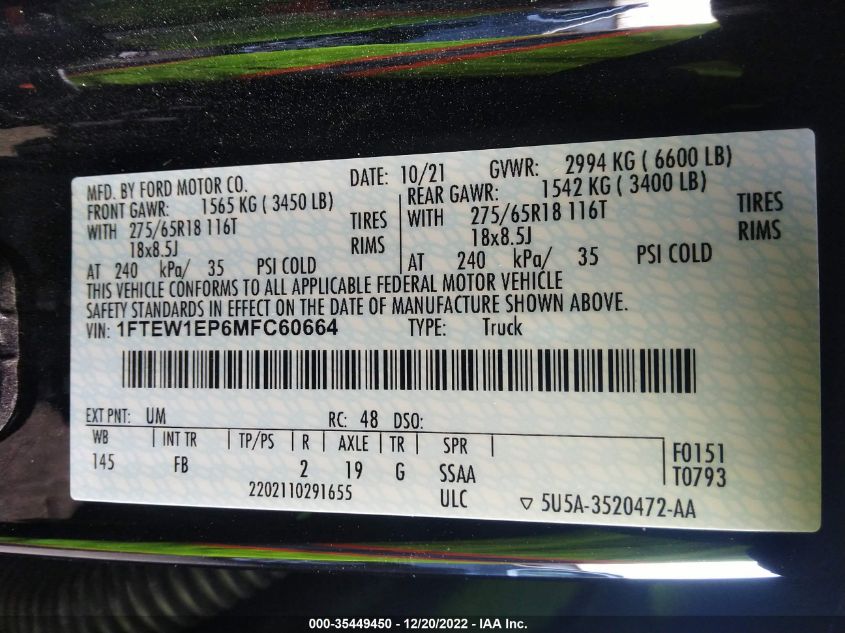 MFD. BY FORD MOTOR CO. DATE: 10/21 GVWR: 2994 KG ( 6600 LB)
FRONT GAWR: 1565 KG ( 3450 LB) REAR GAWR: 1542 KG ( 3400 LB)
WITH 275/65R18 116T TIRES WITH 275/65R18 116T TIRES
18x8.5J RIMS 18x8.5J RIMS
AT 240 kPa/ 35 PSI COLD AT 240 kPa/ 35 PSI COLD
THIS VEHICLE CONFORMS TO ALL APPLICABLE FEDERAL MOTOR VEHICLE
SAFETY STANDARDS IN EFFECT ON THE DATE OF MANUFACTURE SHOWN ABOVE.
VIN: 1FTEW1EP6MFC60664 TYPE: Truck
EXT PNT: UM RC: 48 DSO:
WB INT TR TP/PS R AXLE TR SPR F0151
145 FB 2 19 G SSAA T0793
2202110291655 ULC ▽ 5U5A-3520472-AA
000-35449450 - 12/20/2022 - IAA Inc.